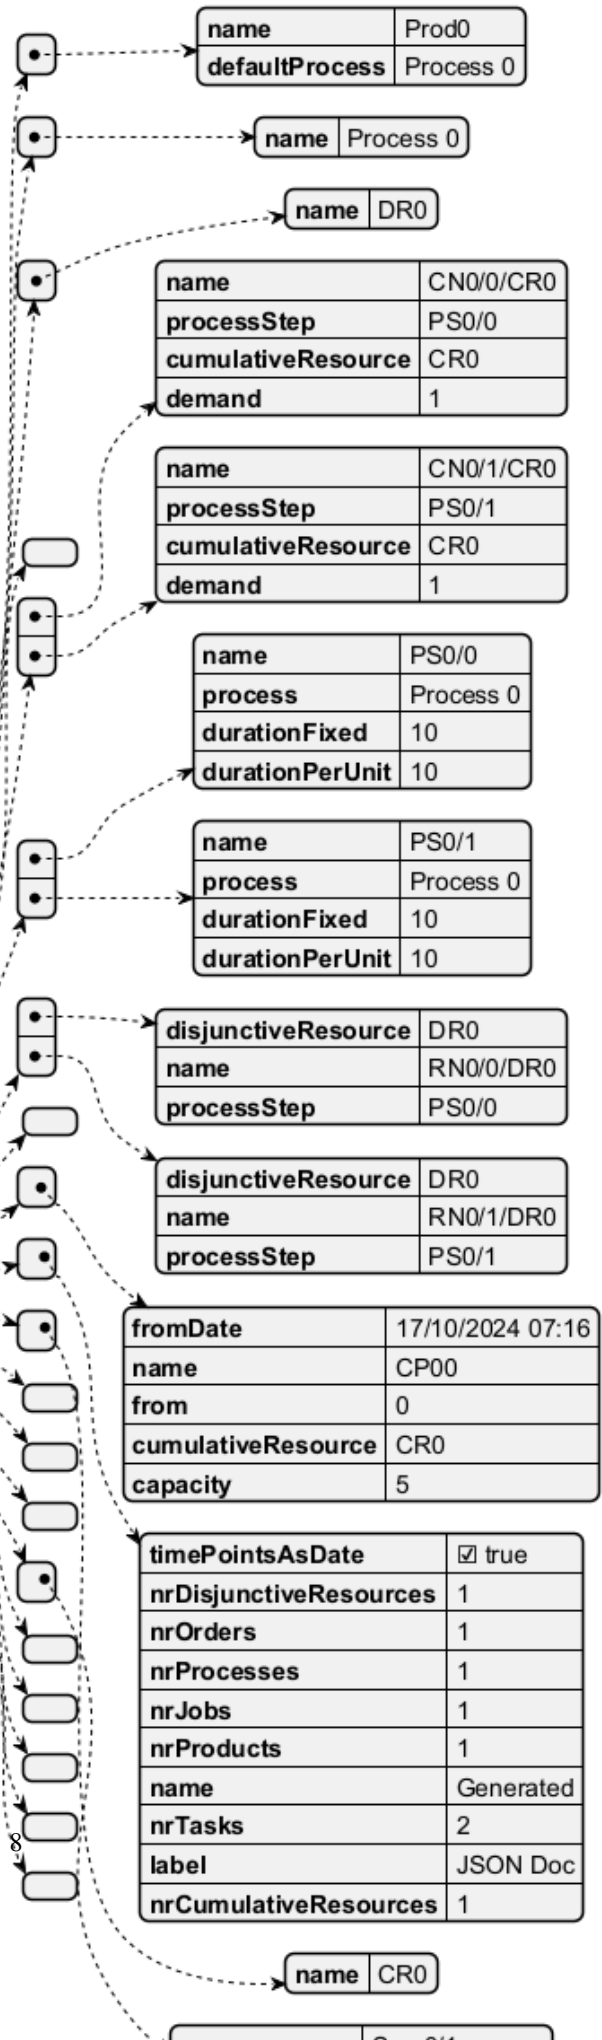 name Prod0
defaultProcess Process 0
name Process 0
name DR0
name CN0/0/CR0
processStep PS0/0
cumulativeResource CR0
demand 1
name CN0/1/CR0
processStep PS0/1
cumulativeResource CR0
demand 1
name PS0/0
process Process 0
durationFixed 10
durationPerUnit 10
name PS0/1
process Process 0
durationFixed 10
durationPerUnit 10
disjunctiveResource DR0
name RN0/0/DR0
processStep PS0/0
disjunctiveResource DR0
name RN0/1/DR0
processStep PS0/1
fromDate 17/10/2024 07:16
name CP00
from 0
cumulativeResource CR0
capacity 5
timePointsAsDate ☑ true
nrDisjunctiveResources 1
nrOrders 1
nrProcesses 1
nrJobs 1
nrProducts 1
name Generated
nrTasks 2
8
label JSON Doc
nrCumulativeResources 1
name CR0